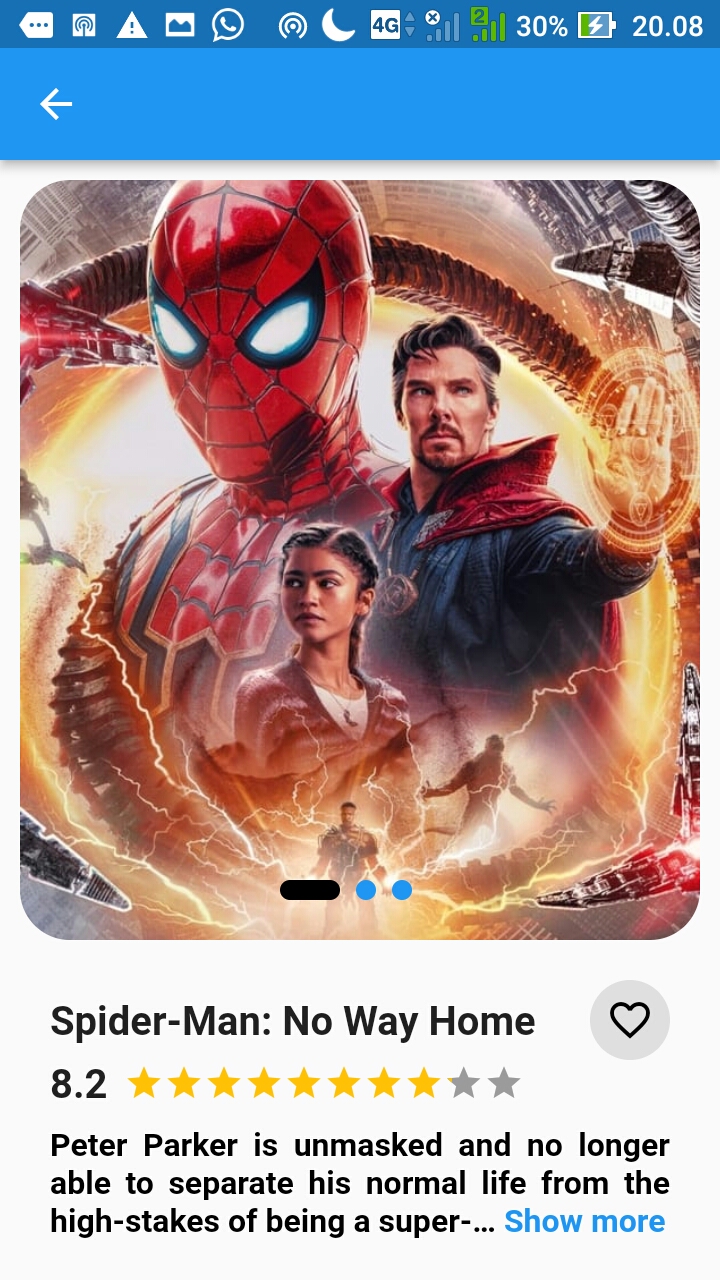 4G 2 30% 20.08
Spider-Man: No Way Home
8.2
Peter Parker is unmasked and no longer
able to separate his normal life from the
high-stakes of being a super-... Show more